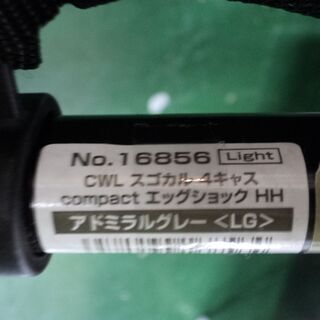 No.16856 Light
CWL スゴカル 4キャス
compact エッグショック HH
アドミラルグレー <LG>